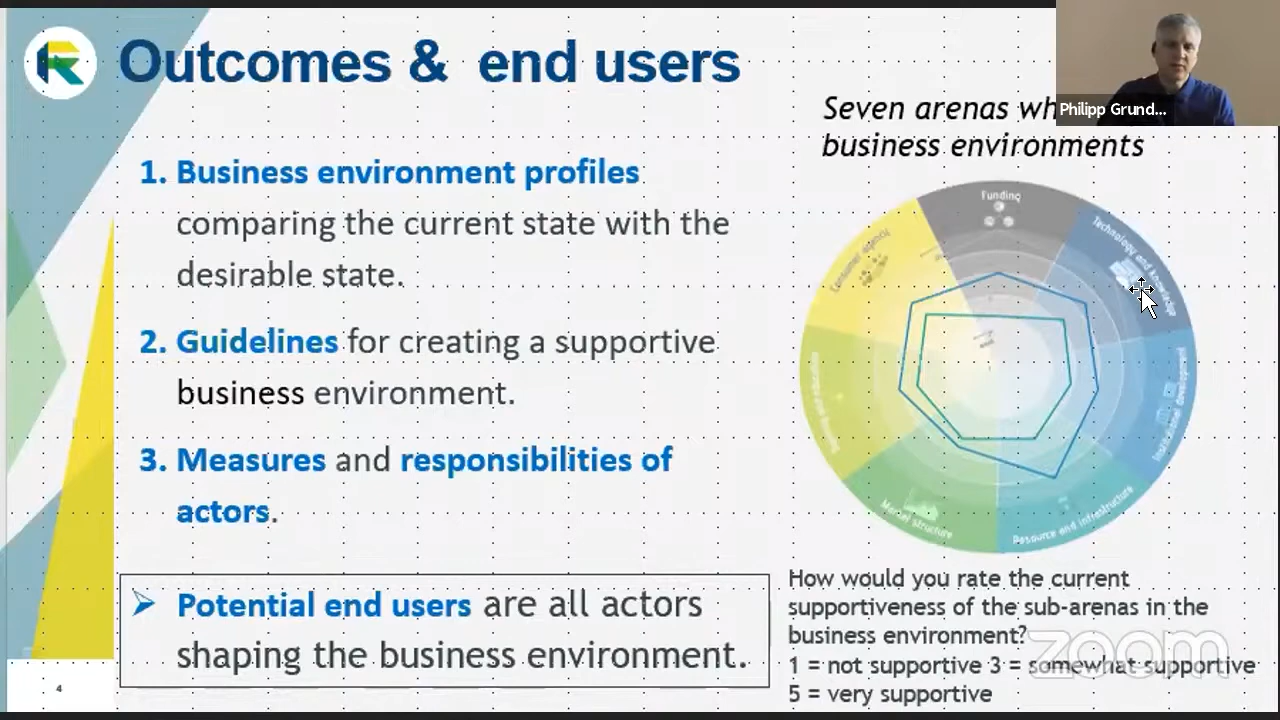 Outcomes & end users
Philipp Grund...
Seven arenas
business environments
1. Business environment profiles
comparing the current state with the
desirable state.
2. Guidelines for creating a supportive
business environment.
3. Measures and responsibilities of
actors.
Funding
Technology and knowledge
Consumer agency
Market structure
Resource and infrastructure
➤ Potential end users are all actors
shaping the business environment.
How would you rate the current
supportiveness of the sub-arenas in the
business environment?
1 = not supportive 3 = somewhat supportive
5 = very supportive
zoom
4